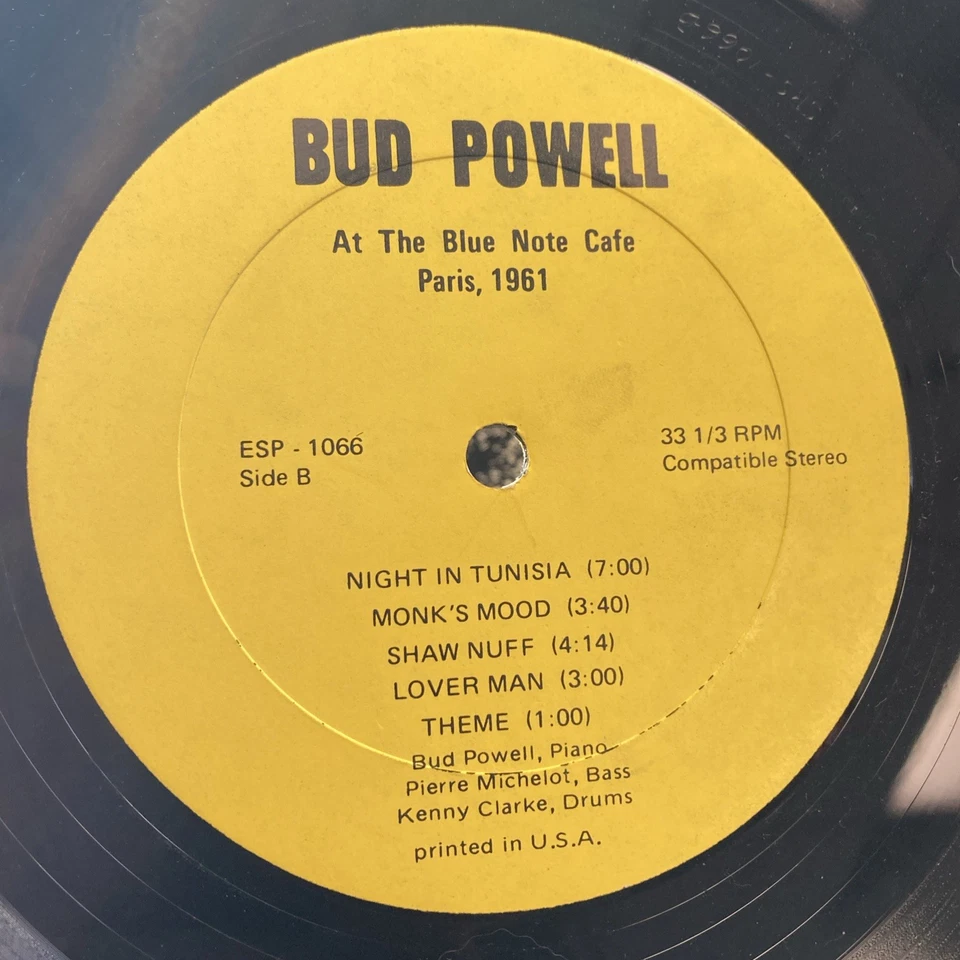 BUD POWELL
At The Blue Note Cafe
Paris, 1961
ESP - 1066
Side B
33 1/3 RPM
Compatible Stereo
NIGHT IN TUNISIA (7:00)
MONK'S MOOD (3:40)
SHAW NUFF (4:14)
LOVER MAN (3:00)
THEME (1:00)
Bud Powell, Piano
Pierre Michelot, Bass
Kenny Clarke, Drums
printed in U.S.A.